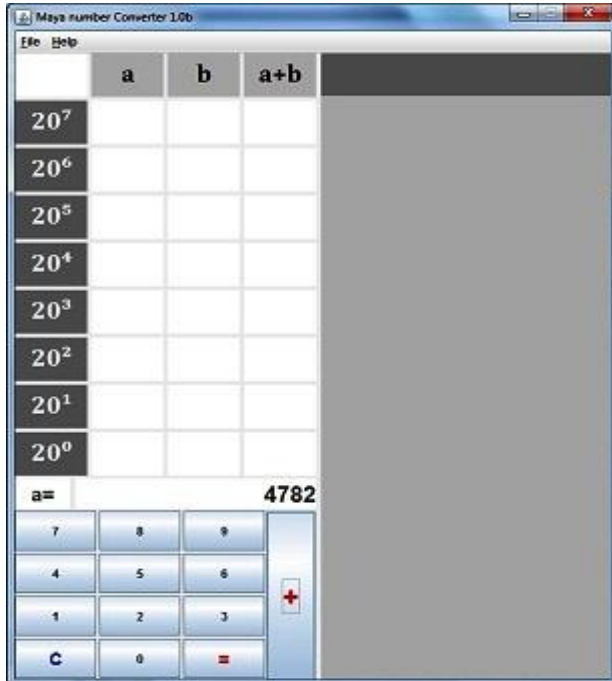 Maya number Converter 1.0b
File Help
a b a+b
20⁷
20⁶
20⁵
20⁴
20³
20²
20¹
20⁰
a= 4782
7 8 9
4 5 6
+
1 2 3
C 0 =